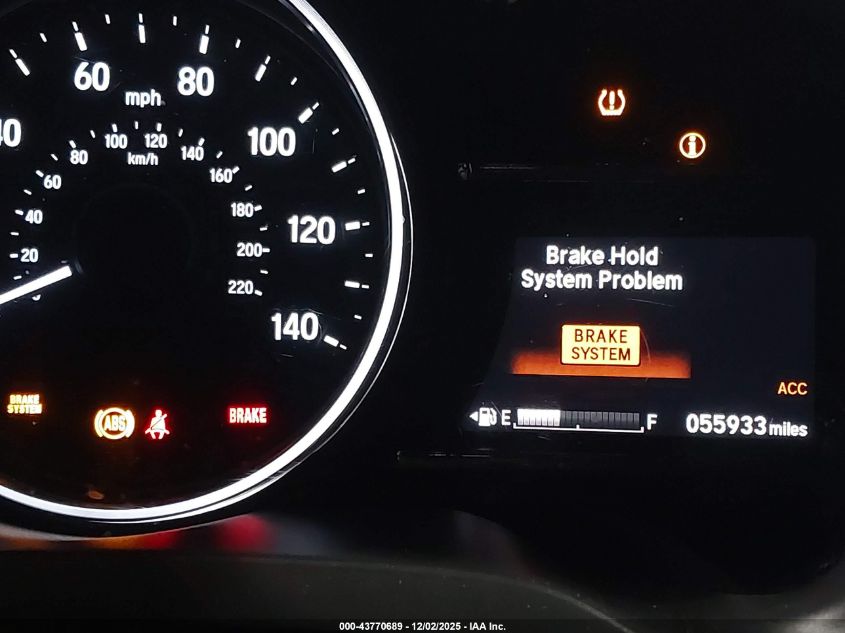 60
80
mph
40
100
100
120
80
140
km/h
60
160
40
180
120
20
200
220
140
Brake Hold
System Problem
BRAKE
SYSTEM
ACC
BRAKE
SYSTEM
ABS
BRAKE
E
F
055933 miles
000-43770689 - 12/02/2025 - IAA Inc.